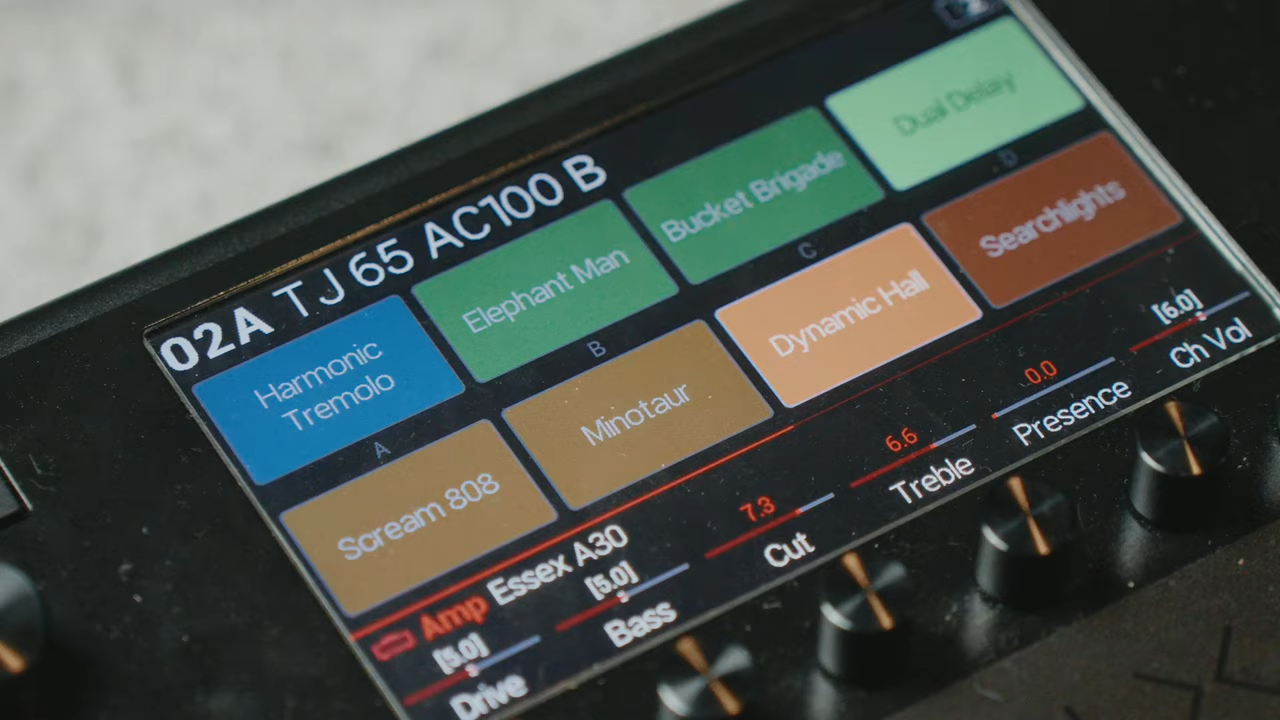 02A TJ 65 AC100 B
Harmonic
Tremolo
Elephant Man
Bucket Brigade
Dual Delay
A
B
C
D
Scream 808
Minotaur
Dynamic Hall
Searchlights
Amp Essex A30
[5.0]
[5.0]
7.3
6.6
0.0
[6.0]
Drive
Bass
Cut
Treble
Presence
Ch Vol